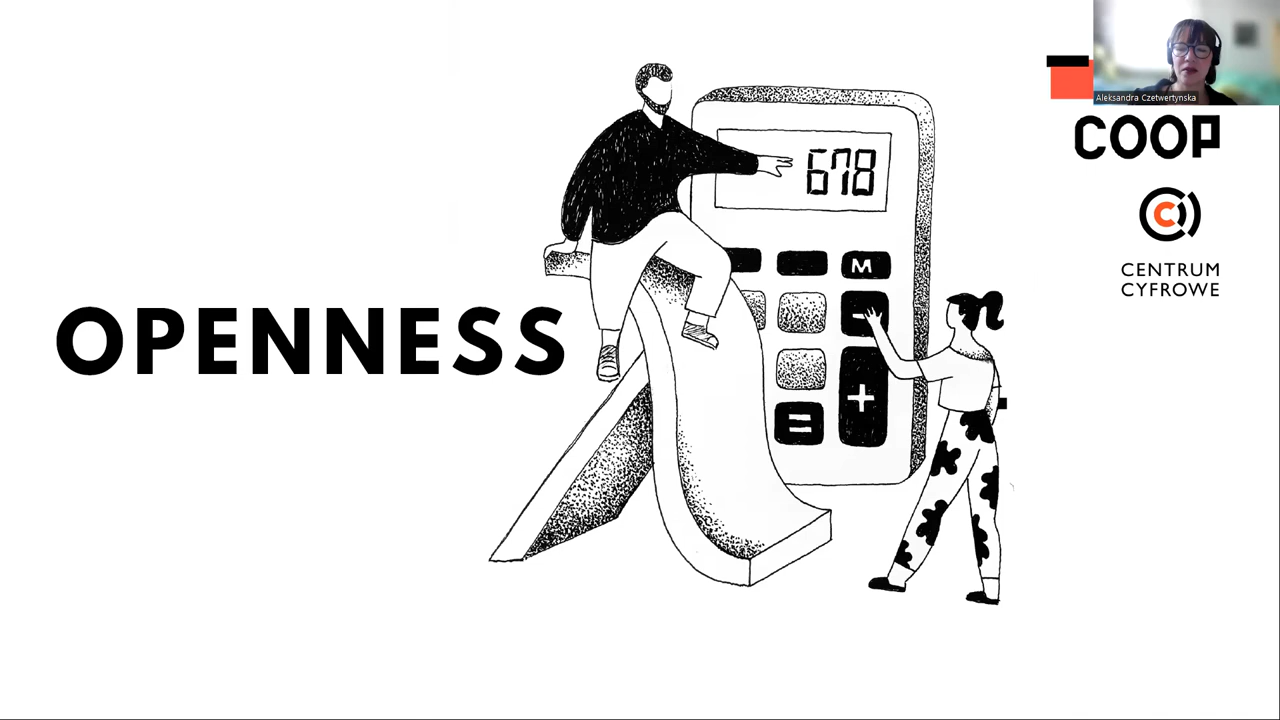 OPENNESS
678
M
-
+
=
Aleksandra Czetwertynska
COOP
CENTRUM
CYFROWE